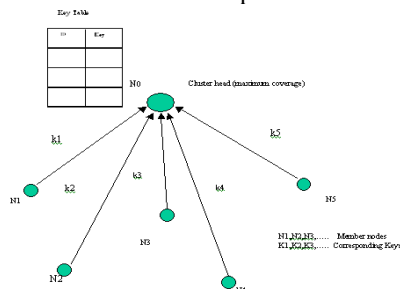 Key Table
ID Key
N0
Cluster head (maximum coverage)
k1
k5
k3
k2
k4
N1
N5
N3
N1,N2,N3,..... Member nodes
K1,K2,K3,..... Corresponding Keys
N2